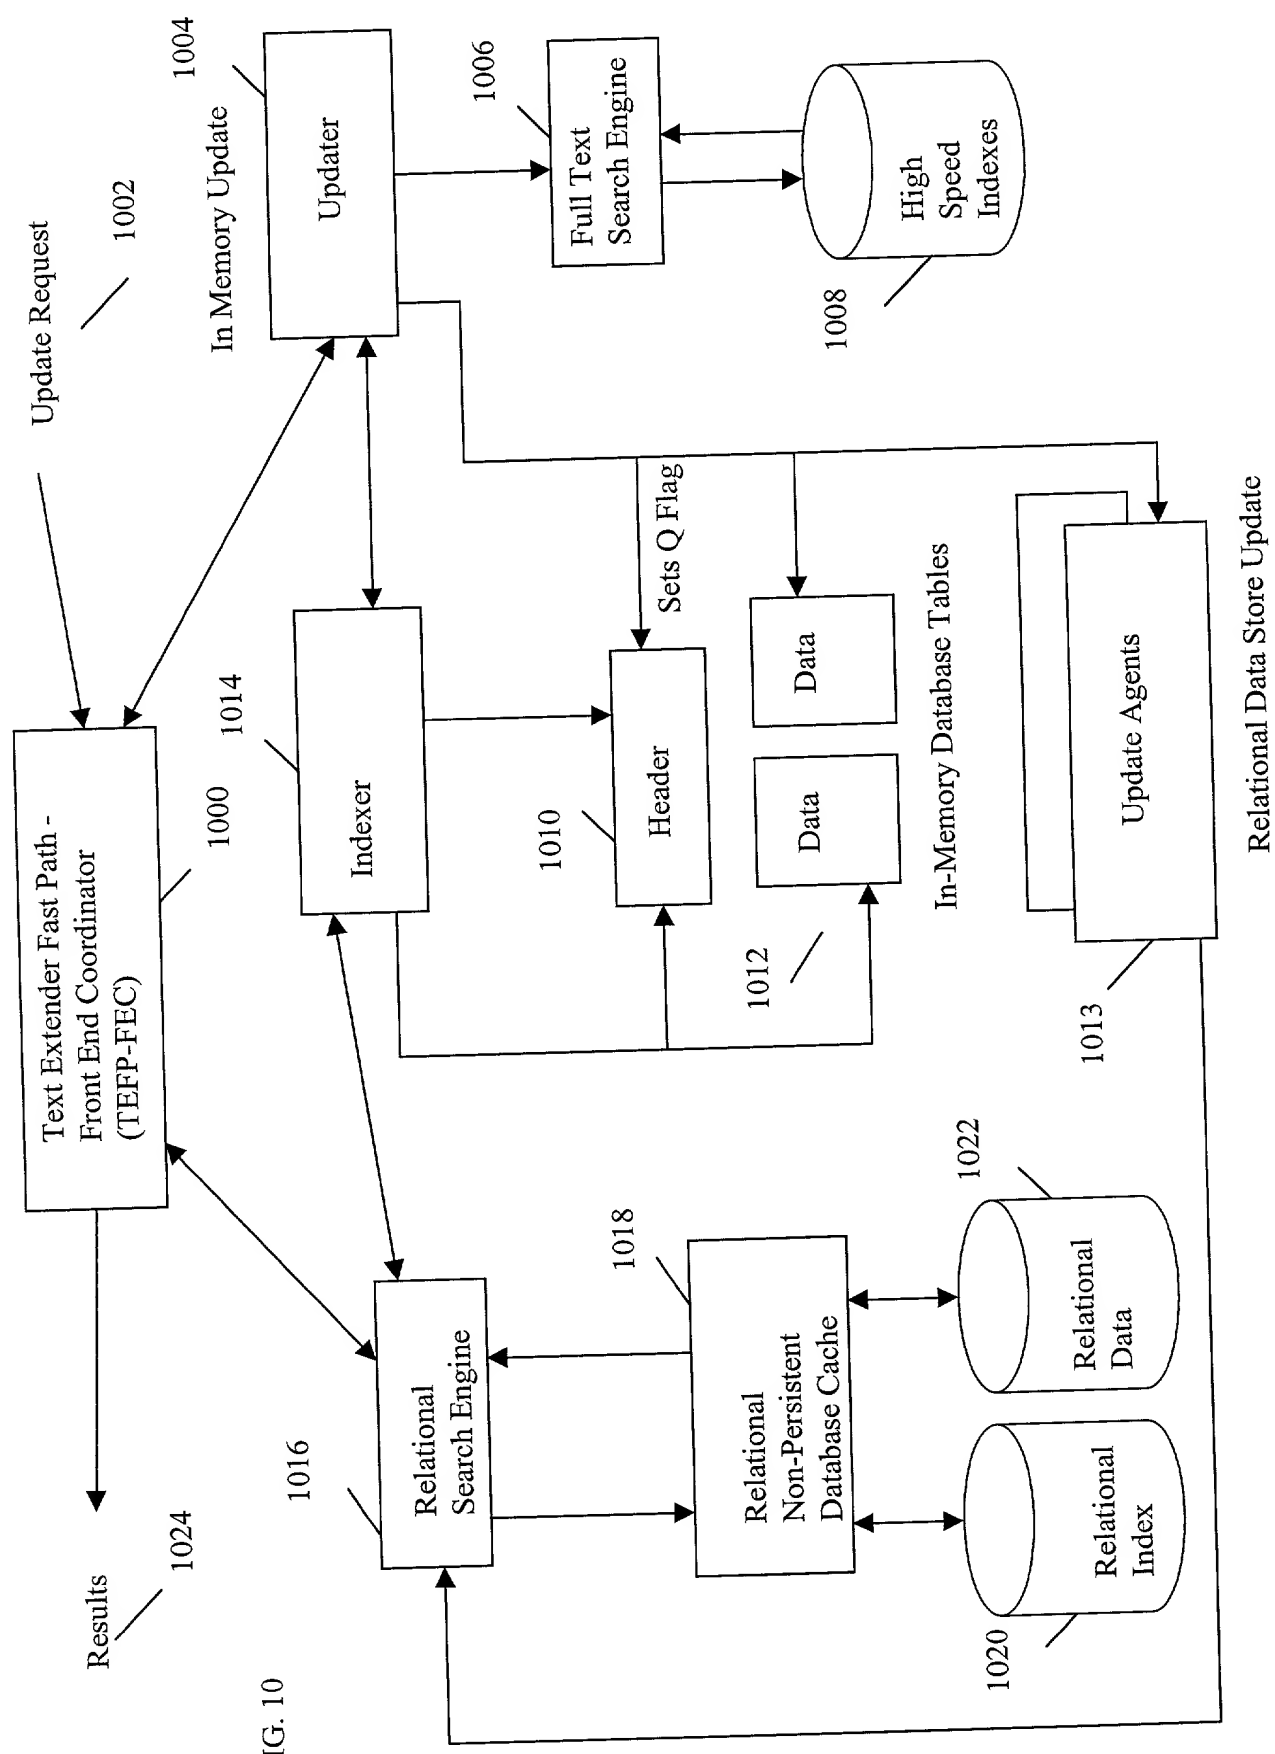 Results
1024
Text Extender Fast Path -
Front End Coordinator
(TEFP-FEC)
1000
Update Request
1002
IG. 10
1016
Relational
Search Engine
1014
Indexer
In Memory Update
1004
Updater
1018
Relational
Non-Persistent
Database Cache
1010
Header
Sets Q Flag
1006
Full Text
Search Engine
1012
Data
Data
In-Memory Database Tables
1008
High
Speed
Indexes
1020
Relational
Index
1022
Relational
Data
1013
Update Agents
Relational Data Store Update